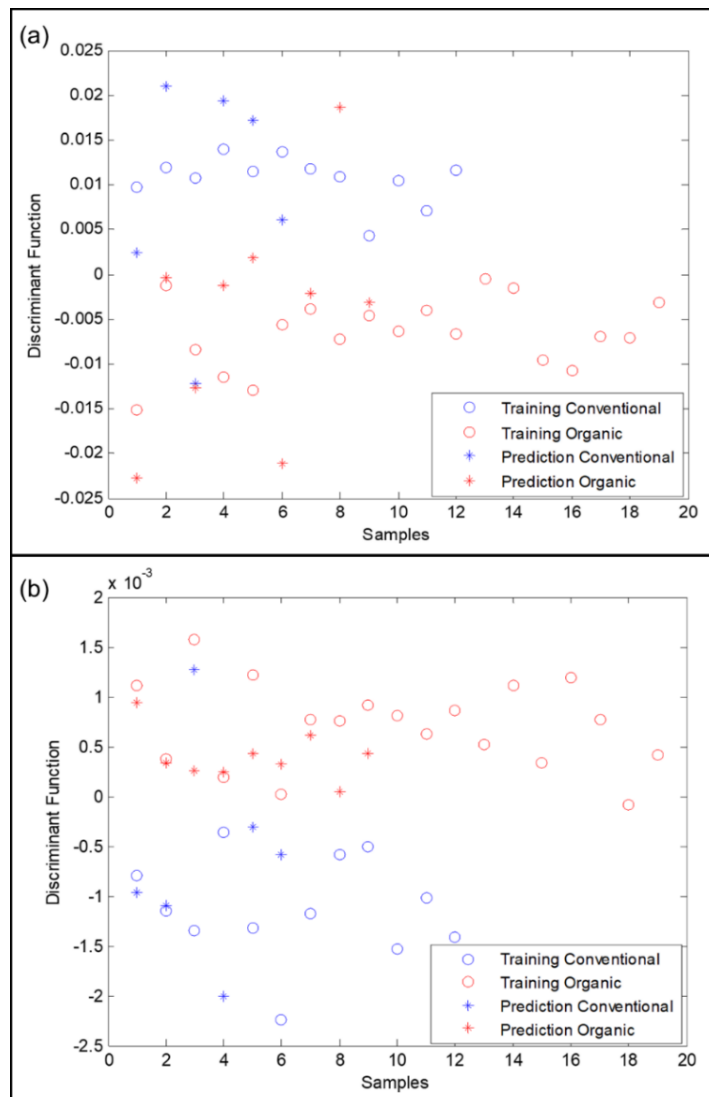 (a)
0.025
0.02
0.015
0.01
0.005
0
-0.005
-0.01
-0.015
-0.02
-0.025
Discriminant Function
0 2 4 6 8 10 12 14 16 18 20
Samples
Training Conventional
Training Organic
Prediction Conventional
Prediction Organic
(b)
x 10^-3
2
1.5
1
0.5
0
-0.5
-1
-1.5
-2
-2.5
Discriminant Function
0 2 4 6 8 10 12 14 16 18 20
Samples
Training Conventional
Training Organic
Prediction Conventional
Prediction Organic